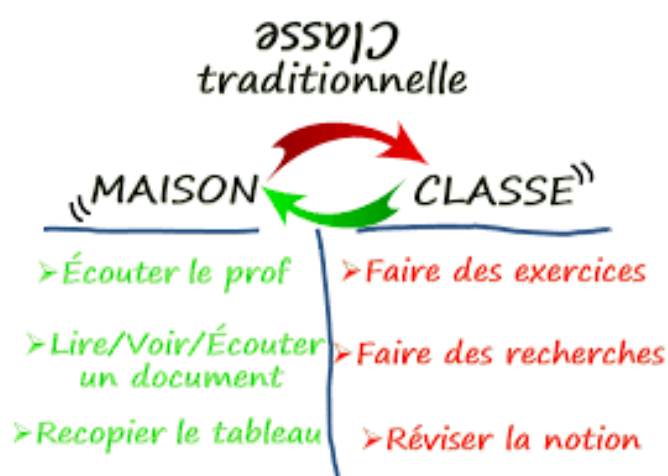 Classe
traditionnelle
MAISON CLASSE
➤Écouter le prof
➤Lire/Voir/Écouter
un document
➤Recopier le tableau
➤Faire des exercices
➤Faire des recherches
➤Réviser la notion